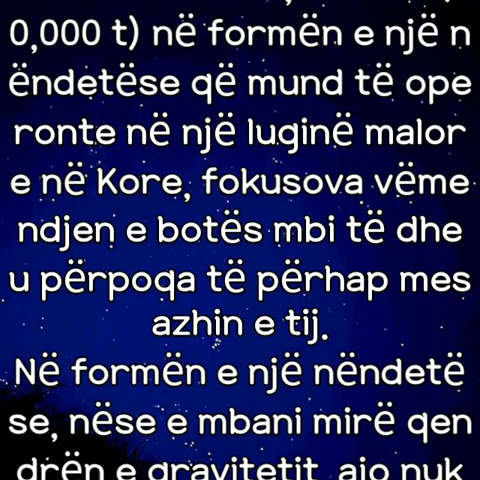 0,000 t) në formën e një n
ëndetëse që mund të ope
ronte në një luginë malor
e në Kore, fokusova vëme
ndjen e botës mbi të dhe
u përpoqa të përhap mes
azhin e tij.
Në formën e një nëndetë
se, nëse e mbani mirë qen
drën e gravitetit, ajo nuk